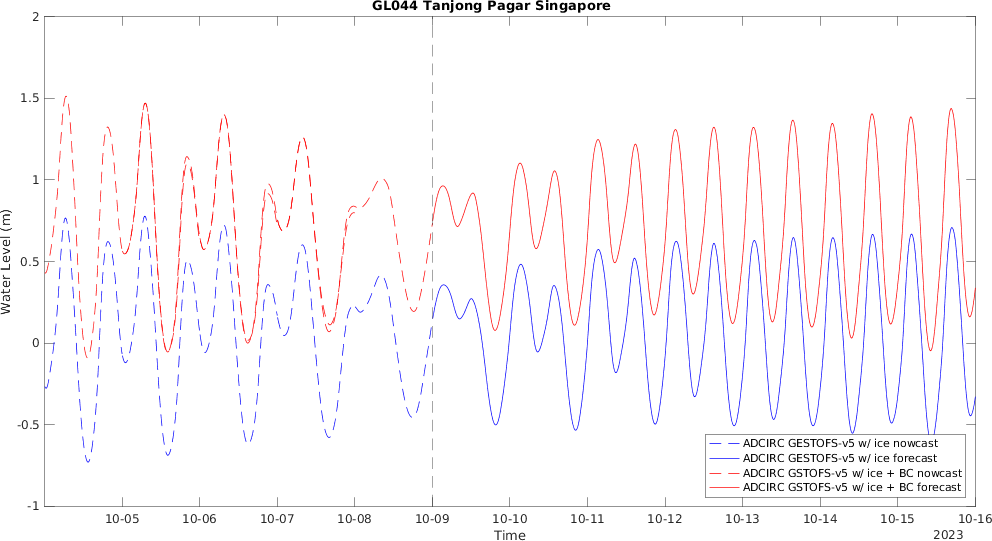 GL044 Tanjong Pagar Singapore
2
1.5
1
0.5
0
-0.5
-1
Water Level (m)
10-05
10-06
10-07
10-08
10-09
10-10
10-11
10-12
10-13
10-14
10-15
10-16
Time
2023
ADCIRC GESTOFS-v5 w/ ice nowcast
ADCIRC GESTOFS-v5 w/ ice forecast
ADCIRC GSTOFS-v5 w/ ice + BC nowcast
ADCIRC GSTOFS-v5 w/ ice + BC forecast